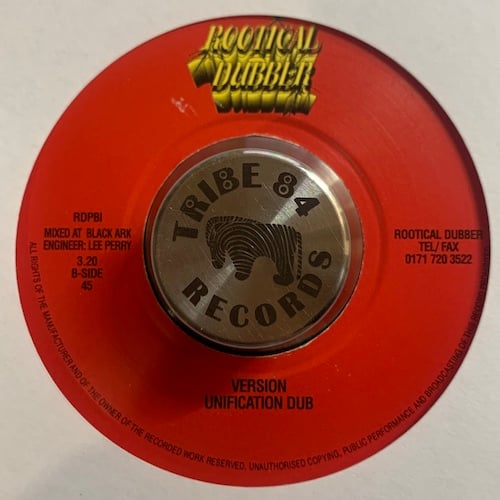 ROOTICAL
DUBBER
TRIBE 84
RECORDS
RDPBI
MIXED AT BLACK ARK
ENGINEER: LEE PERRY
3.20
B-SIDE
45
ROOTICAL DUBBER
TEL/ FAX
0171 720 3522
VERSION
UNIFICATION DUB
ALL RIGHTS OF THE MANUFACTURER AND OF THE OWNER OF THE RECORDED WORK RESERVED. UNAUTHORISED COPYING, PUBLIC PERFORMANCE AND BROADCASTING OF THIS RECORD PROHIBITED